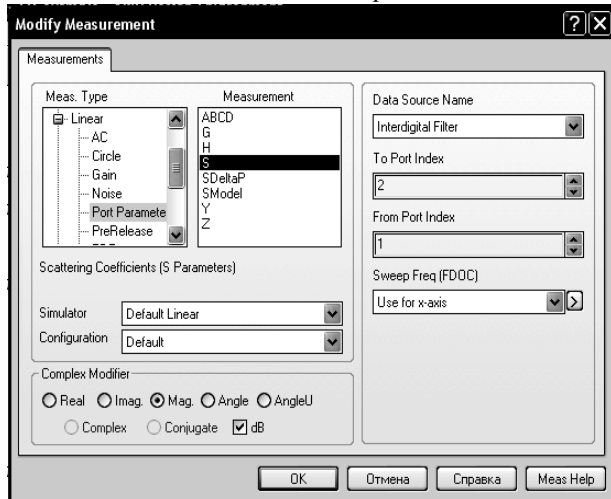 Modify Measurement
Measurements
Meas. Type
Linear
AC
Circle
Gain
Noise
Port Paramete
PreRelease
Measurement
ABCD
G
H
S
SDeltaP
SModel
Y
Z
Scattering Coefficients (S Parameters)
Simulator
Default Linear
Configuration
Default
Complex Modifier
Real Imag. Mag. Angle AngleU
Complex Conjugate dB
Data Source Name
Interdigital Filter
To Port Index
2
From Port Index
1
Sweep Freq (FDOC)
Use for x-axis
OK Отмена Справка Meas Help